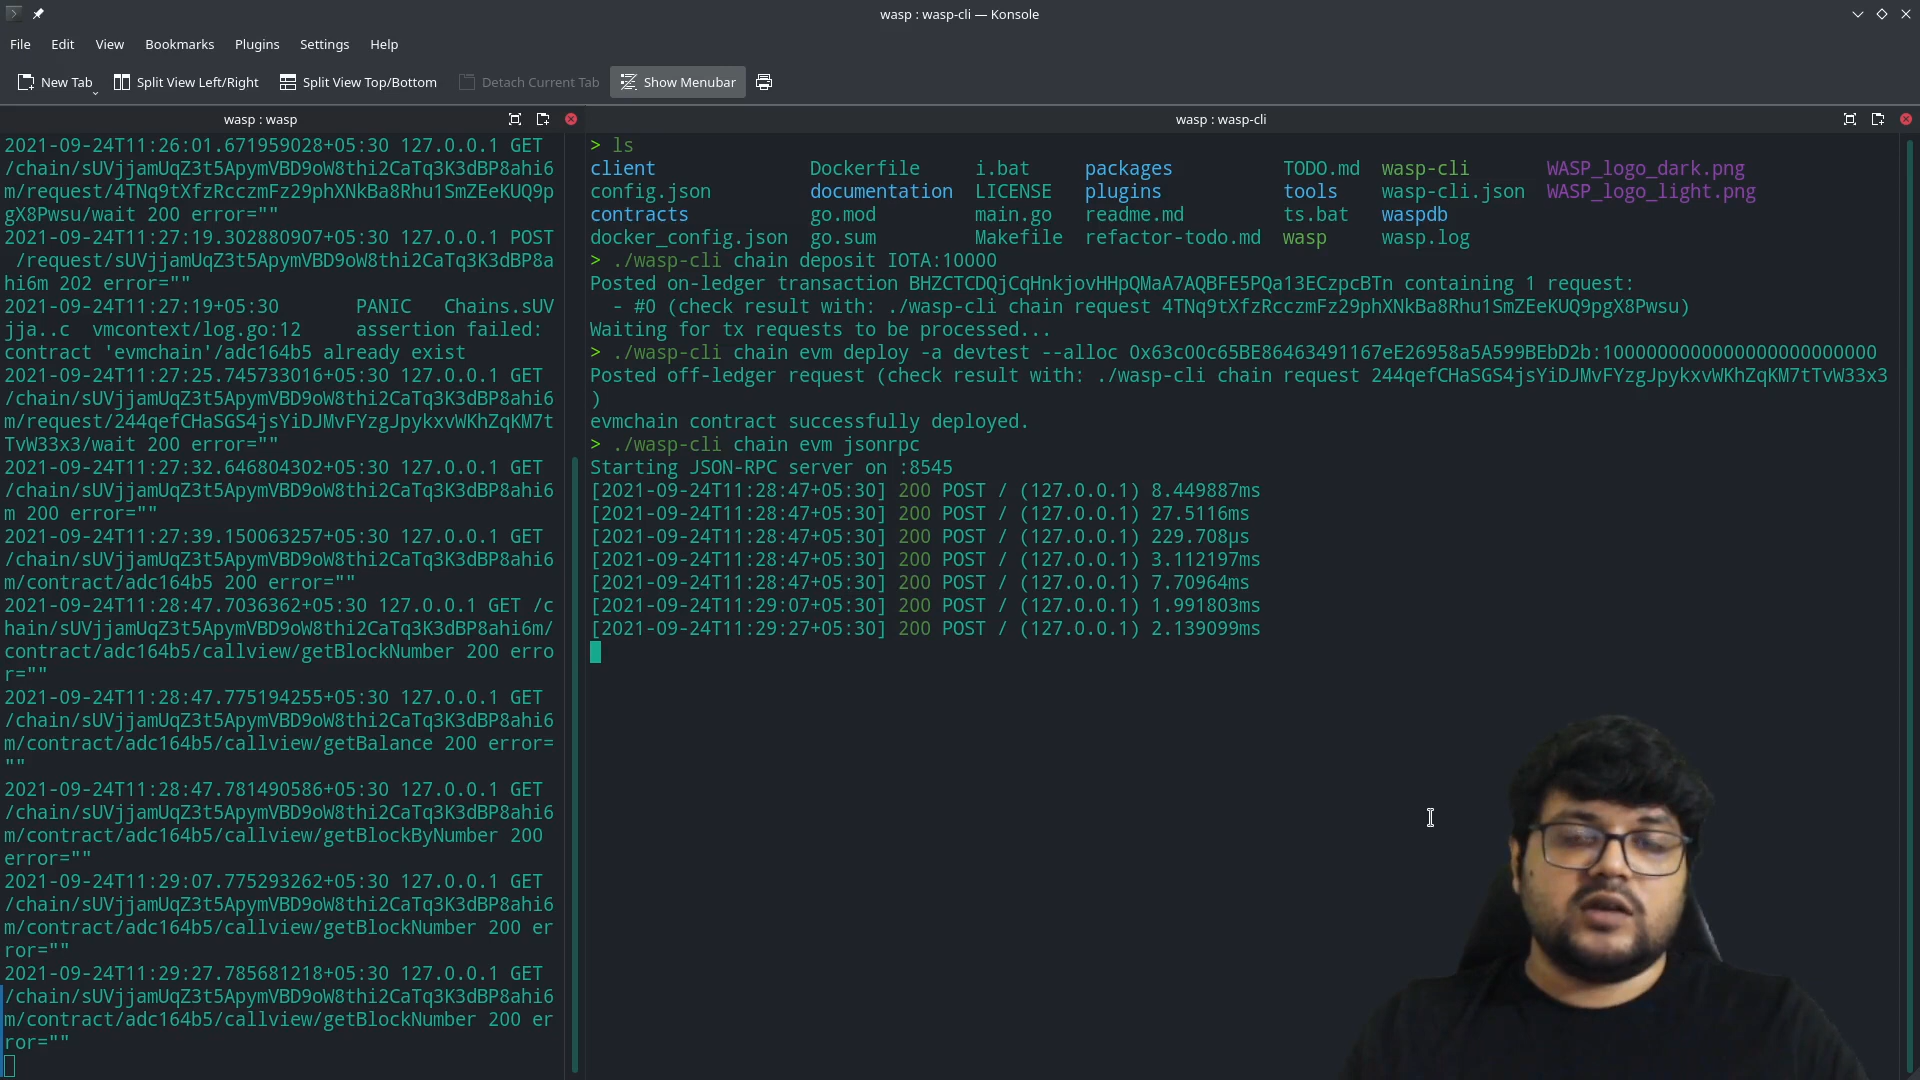 wasp : wasp-cli — Konsole
File Edit View Bookmarks Plugins Settings Help
New Tab Split View Left/Right Split View Top/Bottom Detach Current Tab Show Menubar
wasp : wasp
2021-09-24T11:26:01.671959028+05:30 127.0.0.1 GET
/chain/sUVjjamUqZ3t5ApymVBD9oW8thi2CaTq3K3dBP8ahi6
m/request/4TNq9tXfzRcczmFz29phXNkBa8Rhu1SmZEeKUQ9p
gX8Pwsu/wait 200 error=""
2021-09-24T11:27:19.302880907+05:30 127.0.0.1 POST
/request/sUVjjamUqZ3t5ApymVBD9oW8thi2CaTq3K3dBP8a
hi6m 202 error=""
2021-09-24T11:27:19+05:30 PANIC Chains.sUV
jja..c vmcontext/log.go:12 assertion failed:
contract 'evmchain'/adc164b5 already exist
2021-09-24T11:27:25.745733016+05:30 127.0.0.1 GET
/chain/sUVjjamUqZ3t5ApymVBD9oW8thi2CaTq3K3dBP8ahi6
m/request/244qefCHaSGS4jsYiDJMvFYzgJpykxvWKhZqKM7t
TvW33x3/wait 200 error=""
2021-09-24T11:27:32.646804302+05:30 127.0.0.1 GET
/chain/sUVjjamUqZ3t5ApymVBD9oW8thi2CaTq3K3dBP8ahi6
m 200 error=""
2021-09-24T11:27:39.150063257+05:30 127.0.0.1 GET
/chain/sUVjjamUqZ3t5ApymVBD9oW8thi2CaTq3K3dBP8ahi6
m/contract/adc164b5 200 error=""
2021-09-24T11:28:47.7036362+05:30 127.0.0.1 GET /c
hain/sUVjjamUqZ3t5ApymVBD9oW8thi2CaTq3K3dBP8ahi6m/
contract/adc164b5/callview/getBlockNumber 200 erro
r=""
2021-09-24T11:28:47.775194255+05:30 127.0.0.1 GET
/chain/sUVjjamUqZ3t5ApymVBD9oW8thi2CaTq3K3dBP8ahi6
m/contract/adc164b5/callview/getBalance 200 error=
""
2021-09-24T11:28:47.781490586+05:30 127.0.0.1 GET
/chain/sUVjjamUqZ3t5ApymVBD9oW8thi2CaTq3K3dBP8ahi6
m/contract/adc164b5/callview/getBlockByNumber 200
error=""
2021-09-24T11:29:07.775293262+05:30 127.0.0.1 GET
/chain/sUVjjamUqZ3t5ApymVBD9oW8thi2CaTq3K3dBP8ahi6
m/contract/adc164b5/callview/getBlockNumber 200 er
ror=""
2021-09-24T11:29:27.785681218+05:30 127.0.0.1 GET
/chain/sUVjjamUqZ3t5ApymVBD9oW8thi2CaTq3K3dBP8ahi6
m/contract/adc164b5/callview/getBlockNumber 200 er
ror=""
wasp : wasp-cli
> ls
client Dockerfile i.bat packages TODO.md wasp-cli WASP_logo_dark.png
config.json documentation LICENSE plugins tools wasp-cli.json WASP_logo_light.png
contracts go.mod main.go readme.md ts.bat waspdb
docker_config.json go.sum Makefile refactor-todo.md wasp wasp.log
> ./wasp-cli chain deposit IOTA:10000
Posted on-ledger transaction BHZCTCDQjCqHnkjovHHpQMaA7AQBFE5PQa13ECzpcBTn containing 1 request:
- #0 (check result with: ./wasp-cli chain request 4TNq9tXfzRcczmFz29phXNkBa8Rhu1SmZEeKUQ9pgX8Pwsu)
Waiting for tx requests to be processed...
> ./wasp-cli chain evm deploy -a devtest --alloc 0x63c00c65BE86463491167eE26958a5A599BEbD2b:1000000000000000000000000
Posted off-ledger request (check result with: ./wasp-cli chain request 244qefCHaSGS4jsYiDJMvFYzgJpykxvWKhZqKM7tTvW33x3
)
evmchain contract successfully deployed.
> ./wasp-cli chain evm jsonrpc
Starting JSON-RPC server on :8545
[2021-09-24T11:28:47+05:30] 200 POST / (127.0.0.1) 8.449887ms
[2021-09-24T11:28:47+05:30] 200 POST / (127.0.0.1) 27.5116ms
[2021-09-24T11:28:47+05:30] 200 POST / (127.0.0.1) 229.708µs
[2021-09-24T11:28:47+05:30] 200 POST / (127.0.0.1) 3.112197ms
[2021-09-24T11:28:47+05:30] 200 POST / (127.0.0.1) 7.70964ms
[2021-09-24T11:29:07+05:30] 200 POST / (127.0.0.1) 1.991803ms
[2021-09-24T11:29:27+05:30] 200 POST / (127.0.0.1) 2.139099ms